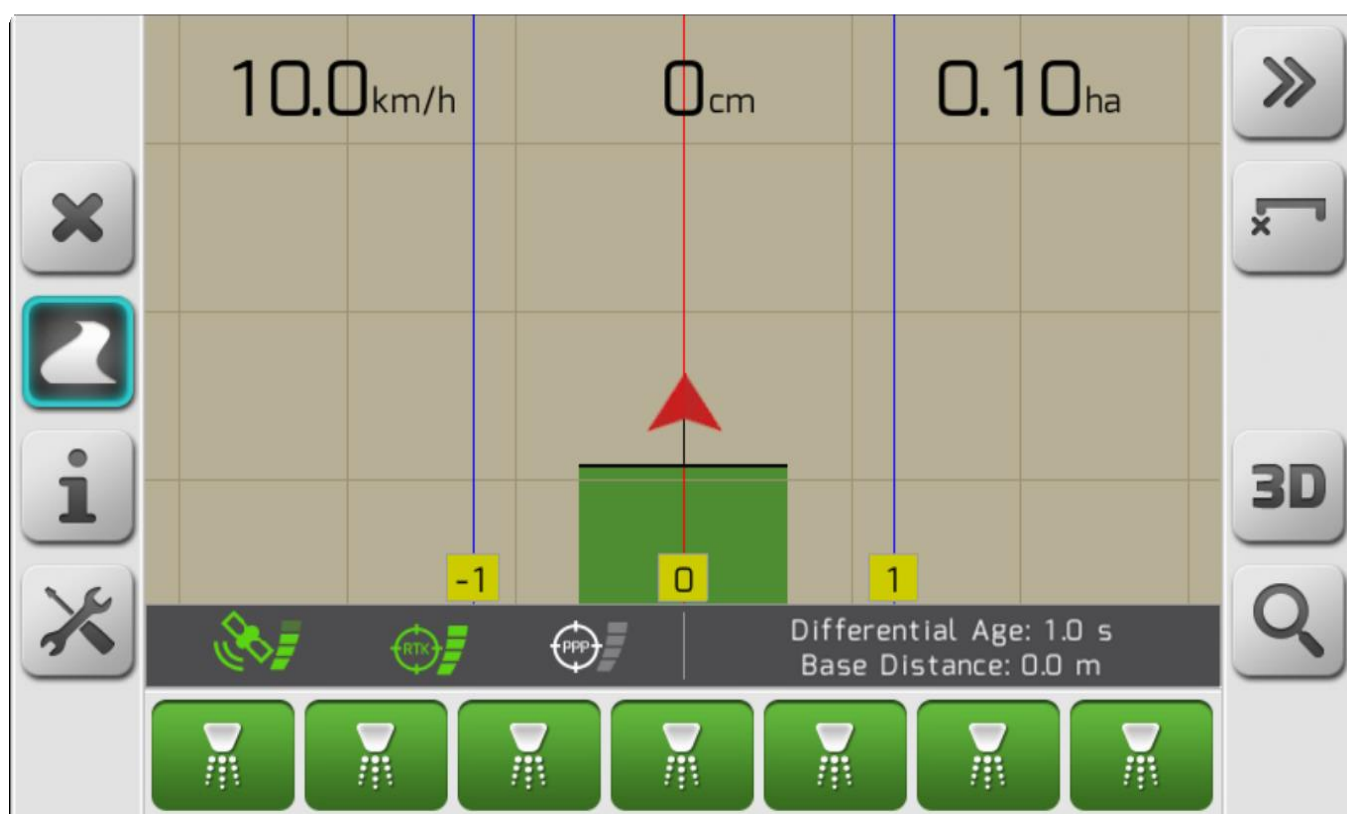 10.0km/h
0cm
0.10ha
3D
-1
0
1
RTK
PPP
Differential Age: 1.0 s
Base Distance: 0.0 m